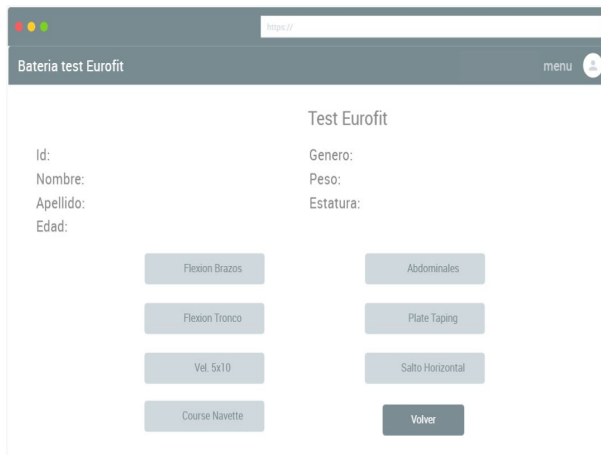 https://
Bateria test Eurofit
menu
Test Eurofit
Id:
Genero:
Nombre:
Peso:
Apellido:
Estatura:
Edad:
Flexion Brazos
Abdominales
Flexion Tronco
Plate Taping
Vel. 5x10
Salto Horizontal
Course Navette
Volver